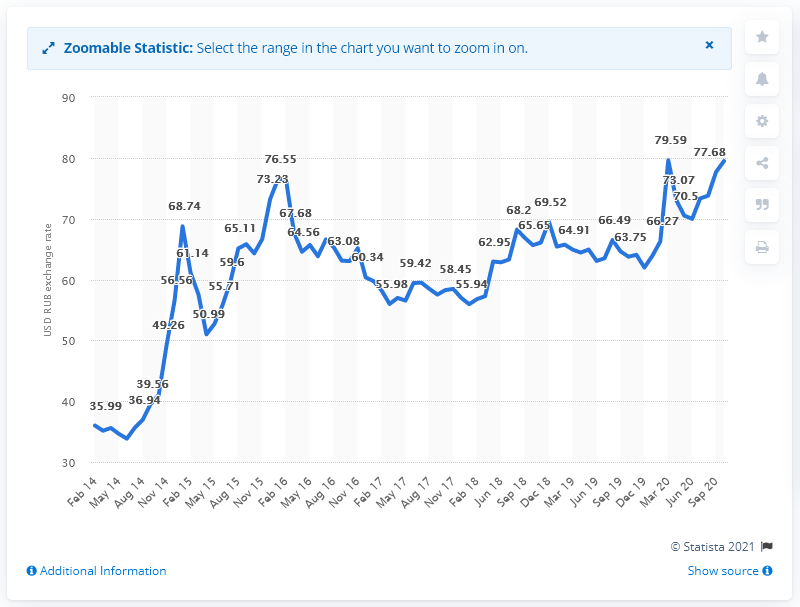 Zoomable Statistic: Select the range in the chart you want to zoom in on.
90
80
70
60
50
40
30
USD RUB exchange rate
35.99
36.94
39.56
49.26
56.56
68.74
61.14
50.99
55.71
59.6
65.11
73.23
76.55
67.68
64.56
63.08
60.34
55.98
59.42
58.45
55.94
62.95
68.2
65.65
69.52
64.91
66.49
63.75
66.27
79.59
73.07
70.5
77.68
Feb 14
May 14
Aug 14
Nov 14
Feb 15
May 15
Aug 15
Nov 15
Feb 16
May 16
Aug 16
Nov 16
Feb 17
May 17
Aug 17
Nov 17
Feb 18
Jun 18
Sep 18
Dec 18
Mar 19
Jun 19
Sep 19
Dec 19
Mar 20
Jun 20
Sep 20
© Statista 2021
Additional Information
Show source